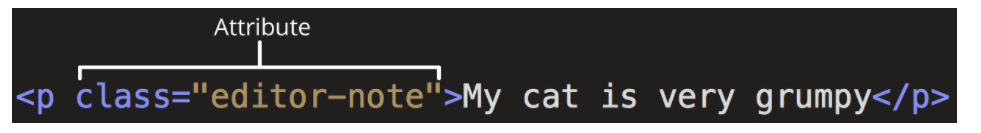 Attribute
<p class="editor-note">My cat is very grumpy</p>